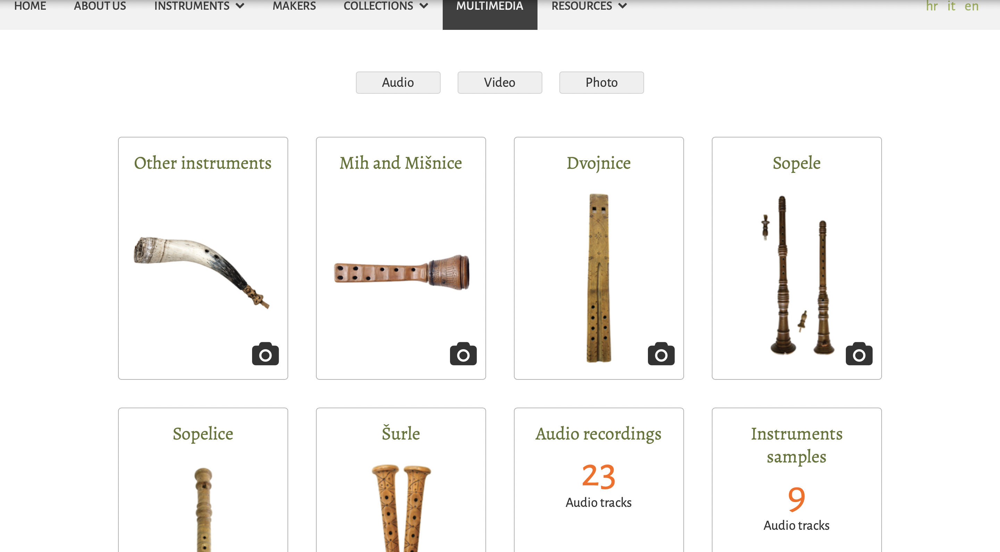 HOME ABOUT US INSTRUMENTS MAKERS COLLECTIONS MULTIMEDIA RESOURCES hr it en
Audio Video Photo
Other instruments
Mih and Mišnice
Dvojnice
Sopele
Sopelice
Šurle
Audio recordings
23
Audio tracks
Instruments
samples
9
Audio tracks